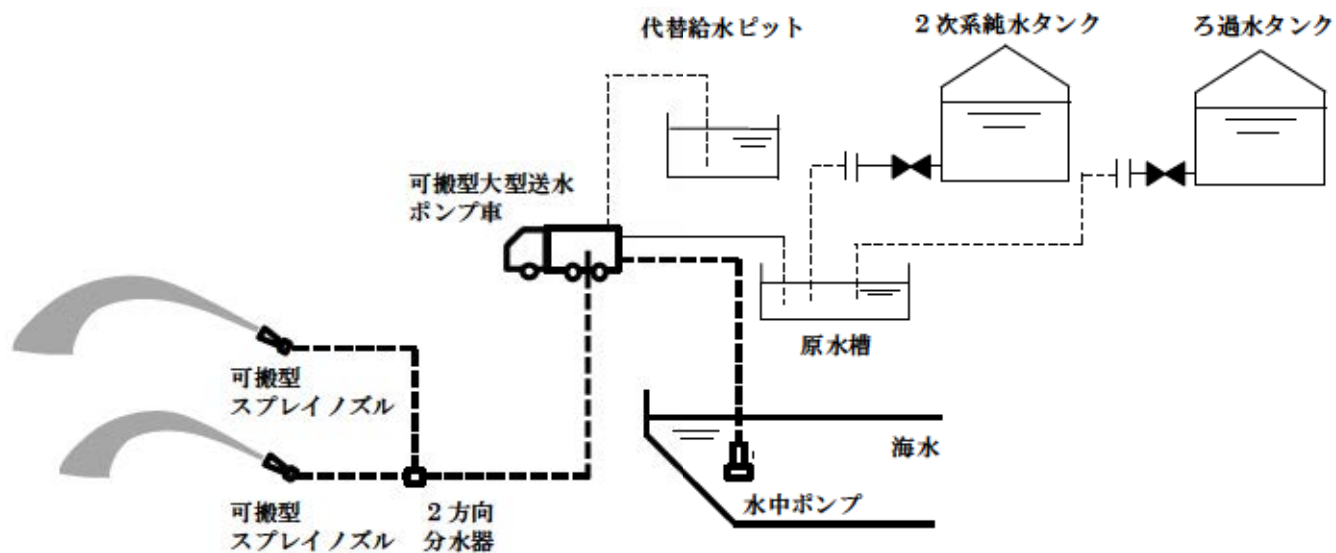 代替給水ピット
2次系純水タンク
ろ過水タンク
可搬型大型送水
ポンプ車
原水槽
可搬型
スプレイノズル
海水
水中ポンプ
可搬型
スプレイノズル
2方向
分水器